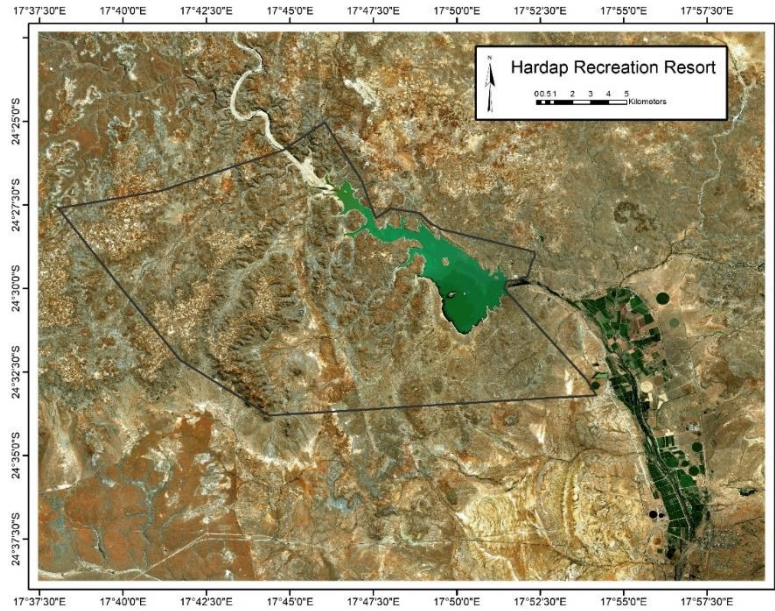 17°37'30"E 17°40'0"E 17°42'30"E 17°45'0"E 17°47'30"E 17°50'0"E 17°52'30"E 17°55'0"E 17°57'30"E
N
Hardap Recreation Resort
0 0.5 1 2 3 4 5
Kilometers
24°25'0"S
24°27'30"S
24°30'0"S
24°32'30"S
24°35'0"S
24°37'30"S
17°37'30"E 17°40'0"E 17°42'30"E 17°45'0"E 17°47'30"E 17°50'0"E 17°52'30"E 17°55'0"E 17°57'30"E